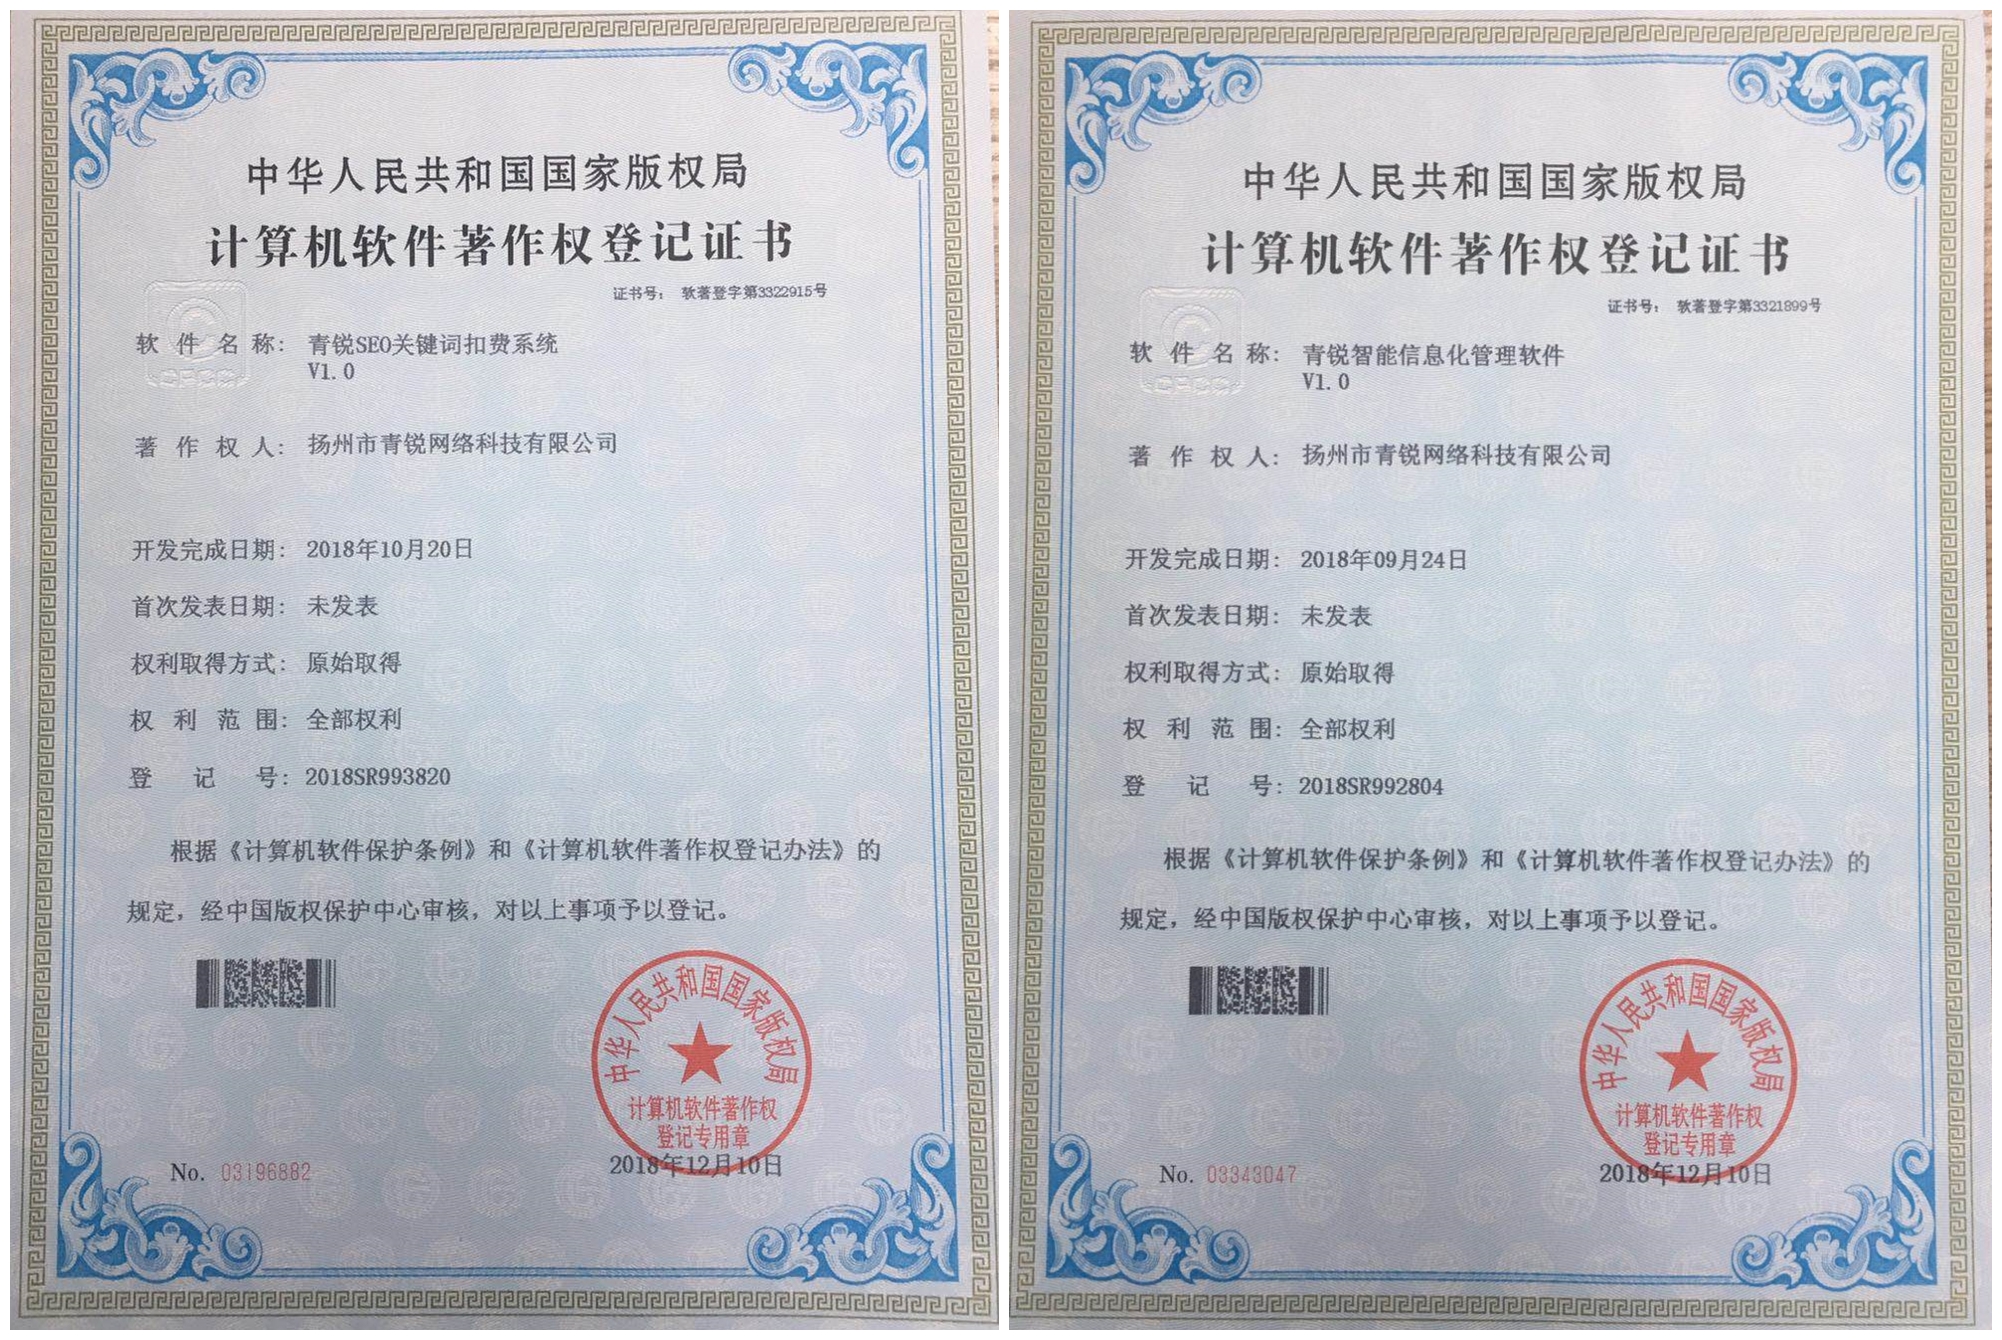 中华人民共和国国家版权局
计算机软件著作权登记证书
证书号： 软著登字第3322915号
软件名称： 青锐SEO关键词扣费系统
V1.0
著作权人： 扬州市青锐网络科技有限公司
开发完成日期： 2018年10月20日
首次发表日期： 未发表
权利取得方式： 原始取得
权利范围： 全部权利
登记号： 2018SR993820
根据《计算机软件保护条例》和《计算机软件著作权登记办法》的
规定，经中国版权保护中心审核，对以上事项予以登记。
中华人民共和国国家版权局
计算机软件著作权
登记专用章
No. 03196882
2018年12月10日
中华人民共和国国家版权局
计算机软件著作权登记证书
证书号： 软著登字第3321899号
软件名称： 青锐智能信息化管理软件
V1.0
著作权人： 扬州市青锐网络科技有限公司
开发完成日期： 2018年09月24日
首次发表日期： 未发表
权利取得方式： 原始取得
权利范围： 全部权利
登记号： 2018SR992804
根据《计算机软件保护条例》和《计算机软件著作权登记办法》的
规定，经中国版权保护中心审核，对以上事项予以登记。
中华人民共和国国家版权局
计算机软件著作权
登记专用章
No. 03343047
2018年12月10日